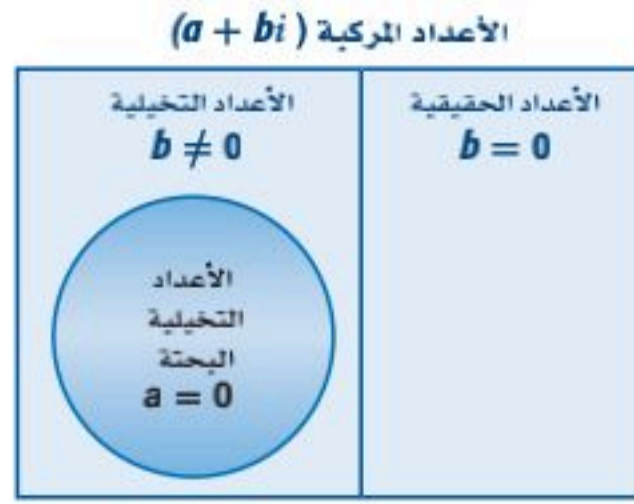 الأعداد المركبة (a + bi)
الأعداد الحقيقية
b = 0
الأعداد التخيلية
b ≠ 0
الأعداد
التخيلية
البحتة
a = 0